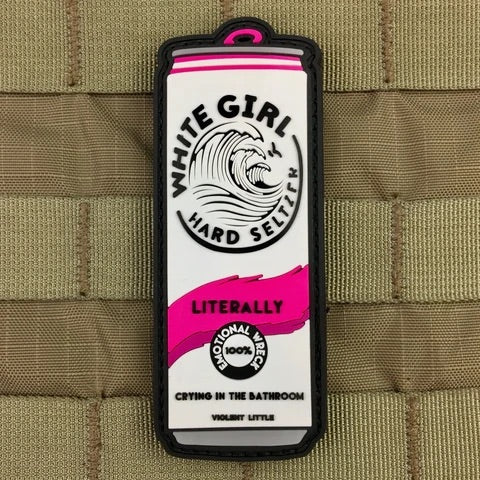 WHITE GIRL
HARD SELTZER
LITERALLY
EMOTIONAL WRECK
100%
CRYING IN THE BATHROOM
VIOLENT LITTLE